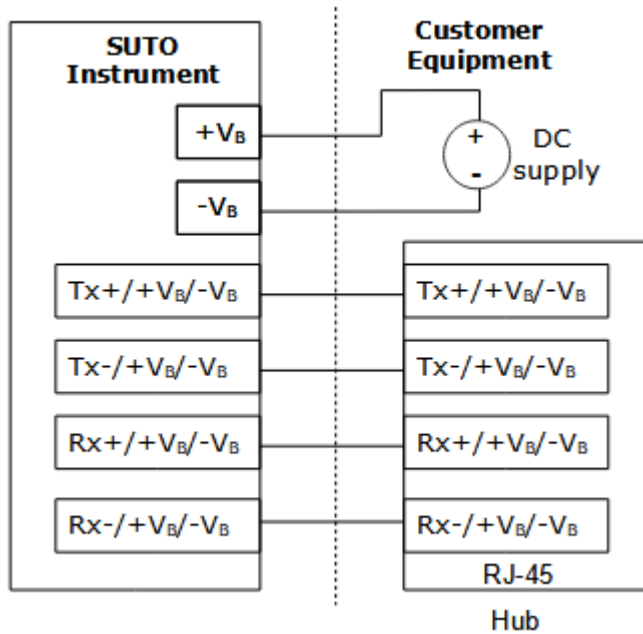 SUTO
Instrument
Customer
Equipment
+VB
-VB
+
-
DC
supply
Tx+/+VB/-VB
Tx-/+VB/-VB
Rx+/+VB/-VB
Rx-/+VB/-VB
Tx+/+VB/-VB
Tx-/+VB/-VB
Rx+/+VB/-VB
Rx-/+VB/-VB
RJ-45
Hub